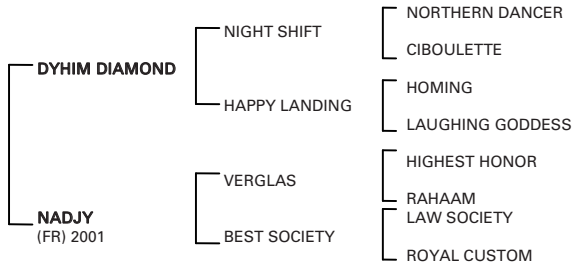 NORTHERN DANCER
NIGHT SHIFT
CIBOULETTE
DYHIM DIAMOND
HOMING
HAPPY LANDING
LAUGHING GODDESS
HIGHEST HONOR
VERGLAS
RAHAAM
NADJY
LAW SOCIETY
(FR) 2001
BEST SOCIETY
ROYAL CUSTOM